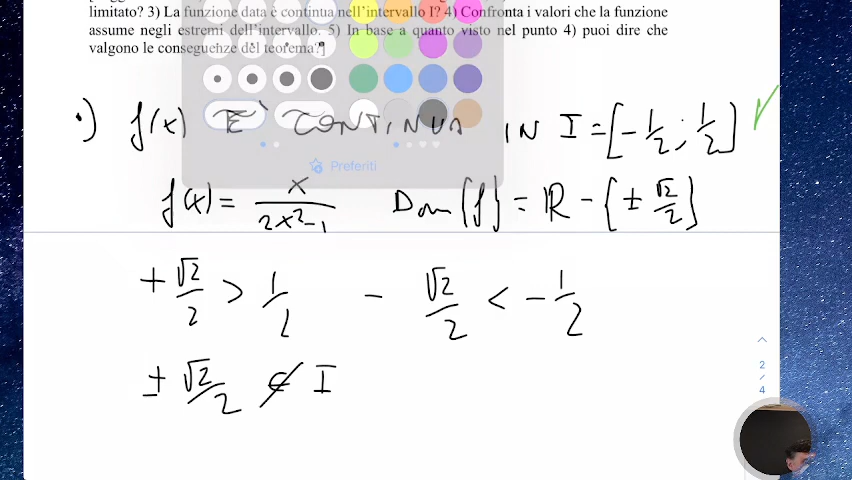 limitato? 3) La funzione data è continua nell'intervallo I? 4) Confronta i valori che la funzione
assume negli estremi dell'intervallo. 5) In base a quanto visto nel punto 4) puoi dire che
valgono le conseguenze del teorema?]
•) f(x) E' CONTINUA IN I=[-1/2; 1/2]
Preferiti
f(x)= x/(2x²-1) Dom{f}=ℝ-{±√2/2}
+√2/2 > 1/2 -√2/2 < -1/2
±√2/2 ∉ I
2
/
4